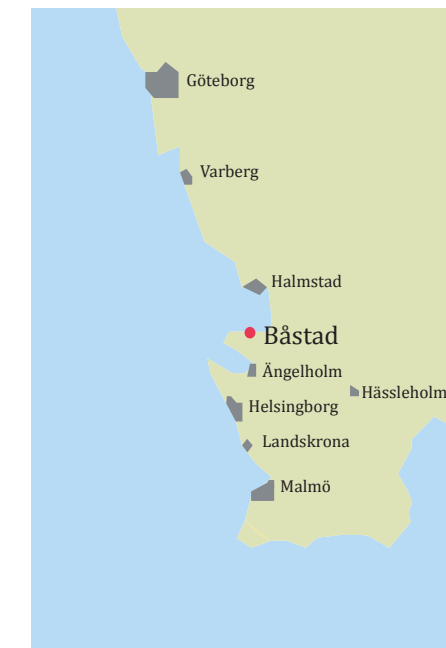 Göteborg
Varberg
Halmstad
Båstad
Ängelholm
Hässleholm
Helsingborg
Landskrona
Malmö